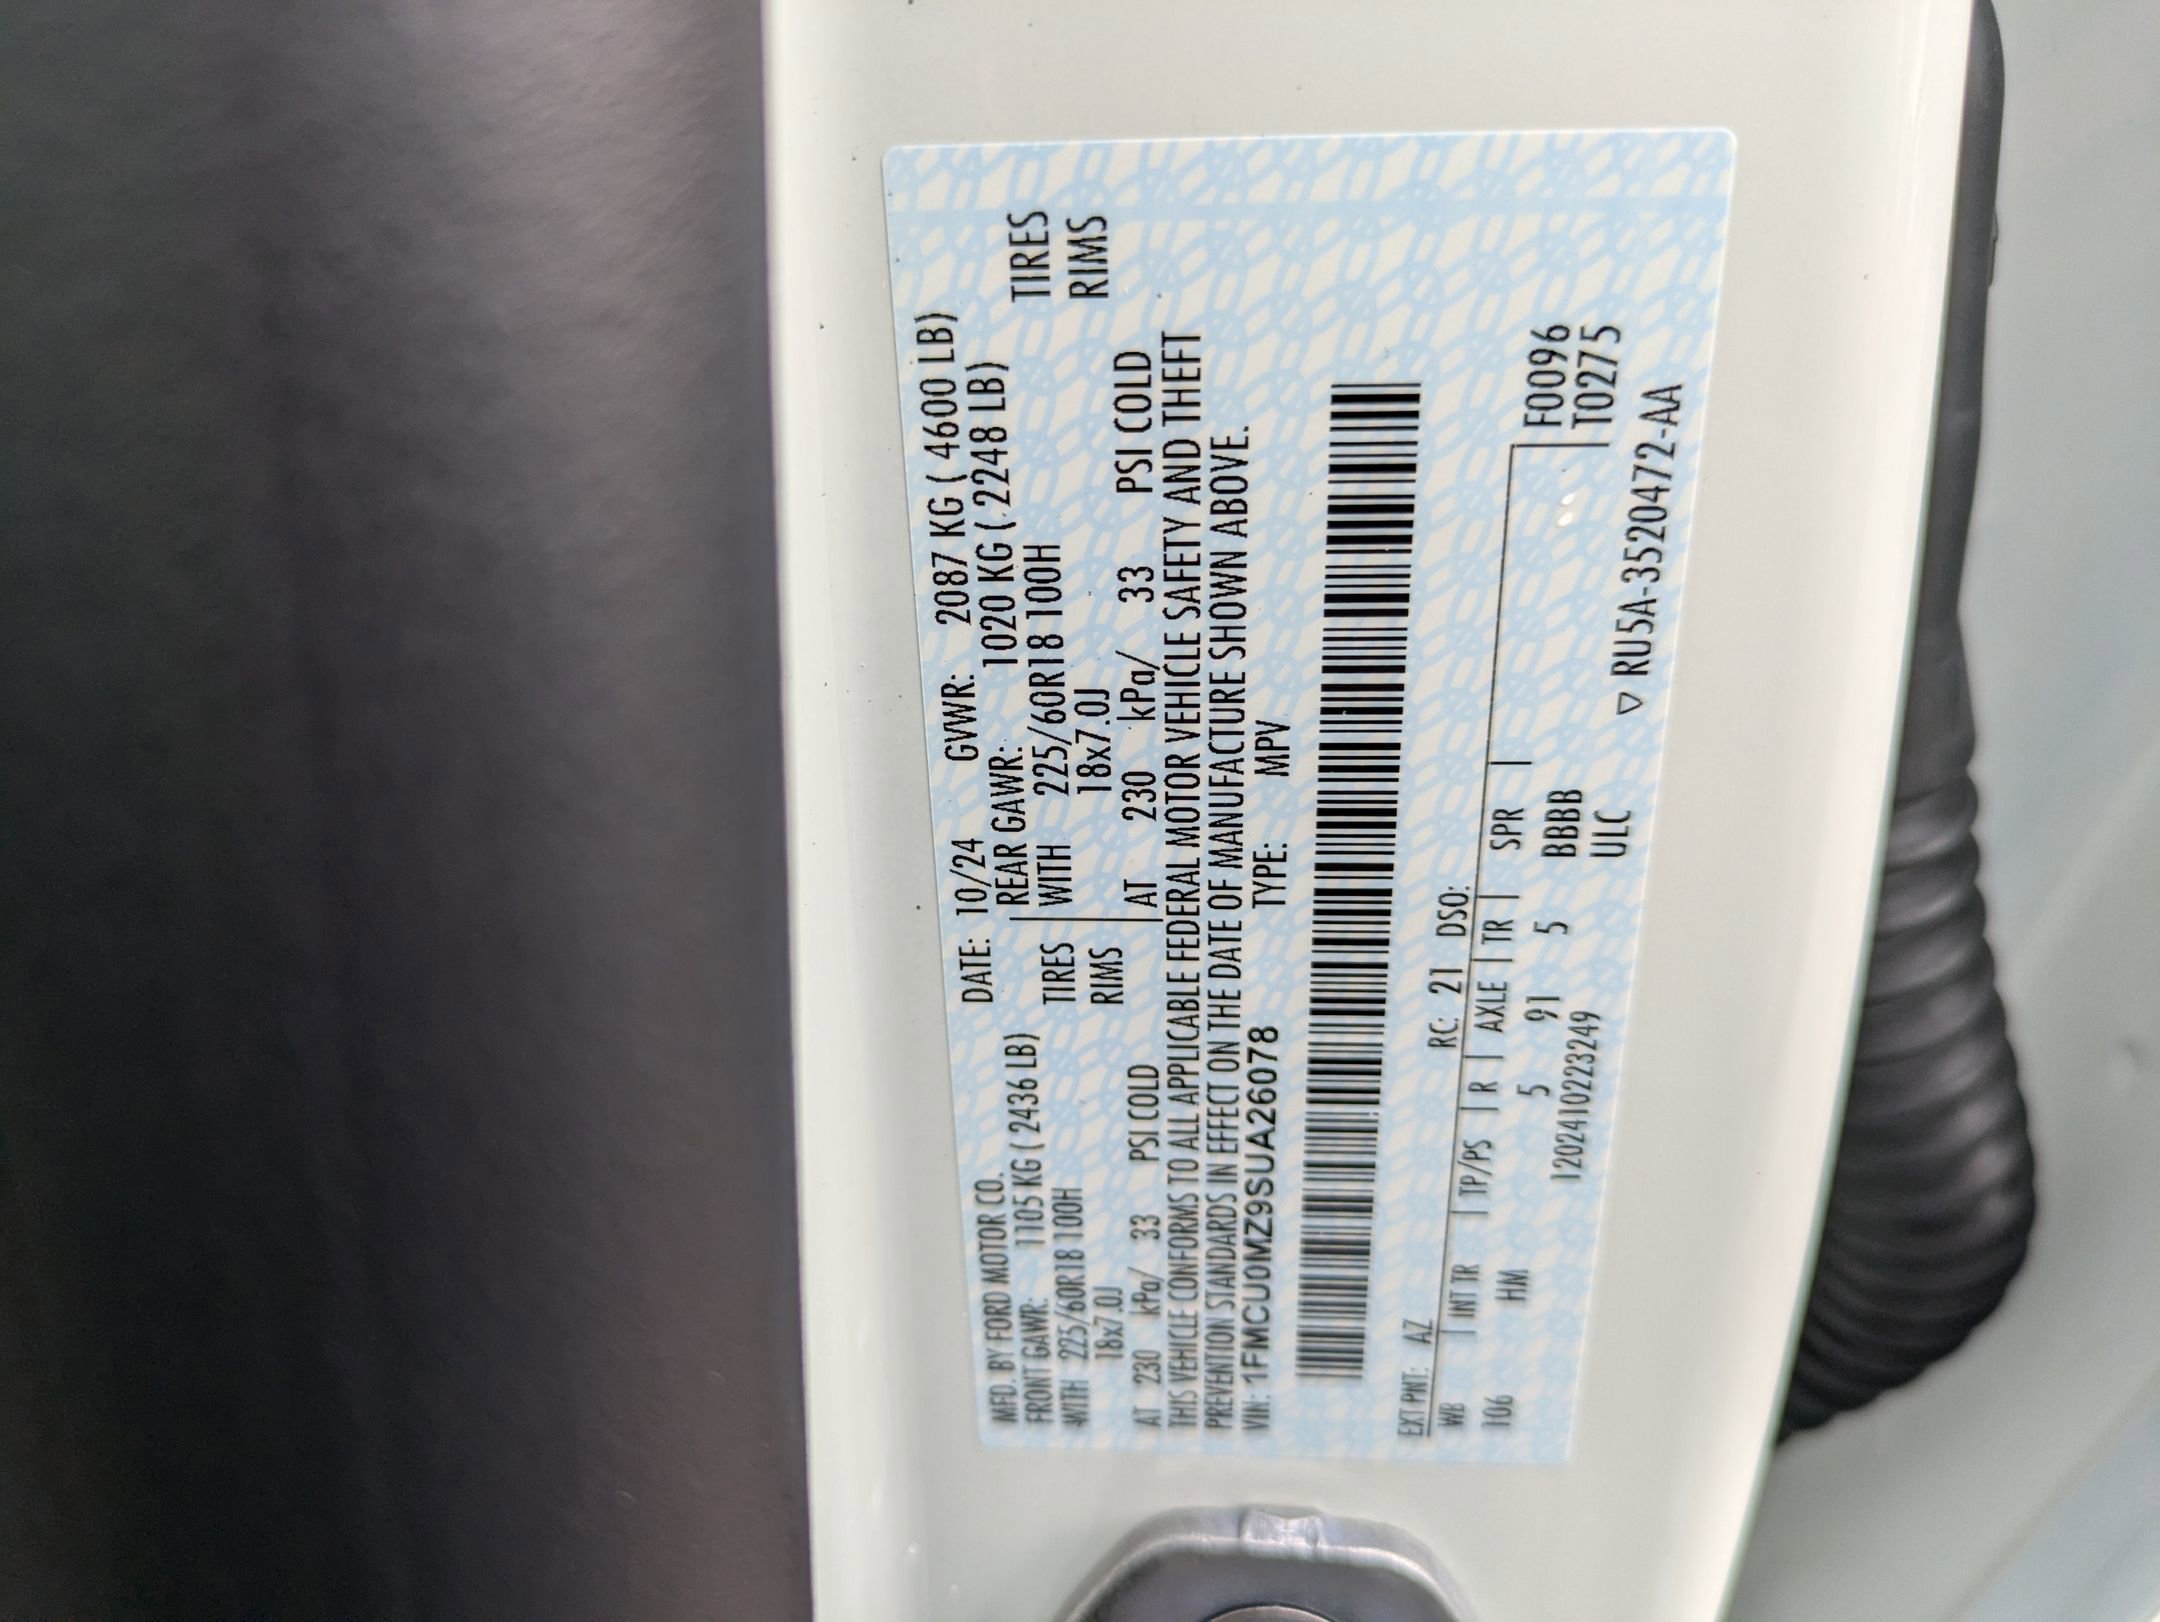 MFD. BY FORD MOTOR CO. DATE: 10/24 GVWR: 2087 KG ( 4600 LB)
FRONT GAWR: 1105 KG ( 2436 LB) REAR GAWR: 1020 KG ( 2248 LB)
WITH 225/60R18 100H TIRES WITH 225/60R18 100H TIRES
18x7.0J RIMS 18x7.0J RIMS
AT 230 kPa/ 33 PSI COLD AT 230 kPa/ 33 PSI COLD
THIS VEHICLE CONFORMS TO ALL APPLICABLE FEDERAL MOTOR VEHICLE SAFETY AND THEFT
PREVENTION STANDARDS IN EFFECT ON THE DATE OF MANUFACTURE SHOWN ABOVE.
VIN: 1FMCU0MZ9SUA26078 TYPE: MPV
EXT PNT: AZ RC: 21 DSO:
WB INT TR TP/PS R AXLE TR SPR F0096
106 HM 5 91 5 BBBB T0275
1202410223249 ULC
▽ RU5A-3520472-AA